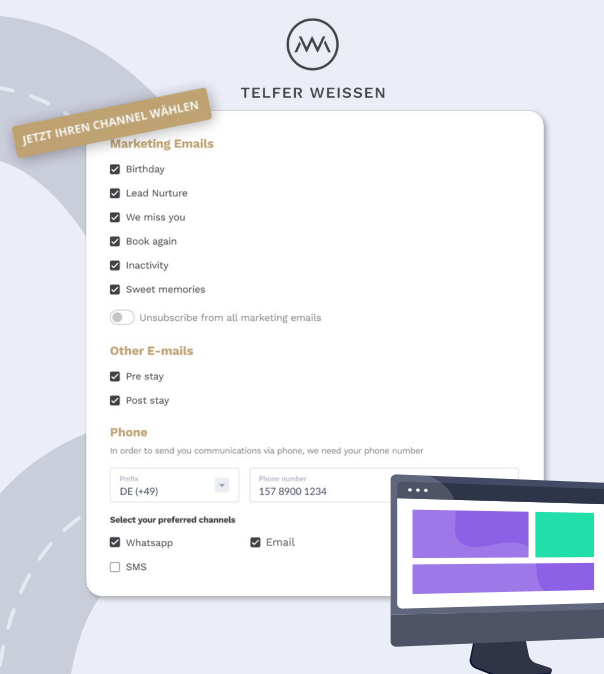 TELFER WEISSEN
JETZT IHREN CHANNEL WÄHLEN
Marketing Emails
Birthday
Lead Nurture
We miss you
Book again
Inactivity
Sweet memories
Unsubscribe from all marketing emails
Other E-mails
Pre stay
Post stay
Phone
In order to send you communications via phone, we need your phone number
Prefix
DE (+49)
Phone number
157 8900 1234
Select your preferred channels
Whatsapp
Email
SMS